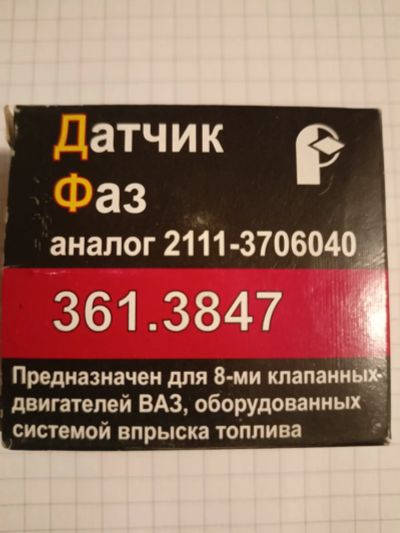 Датчик
Фаз
аналог 2111-3706040
361.3847
Предназначен для 8-ми клапанных-
двигателей ВАЗ, оборудованных
системой впрыска топлива